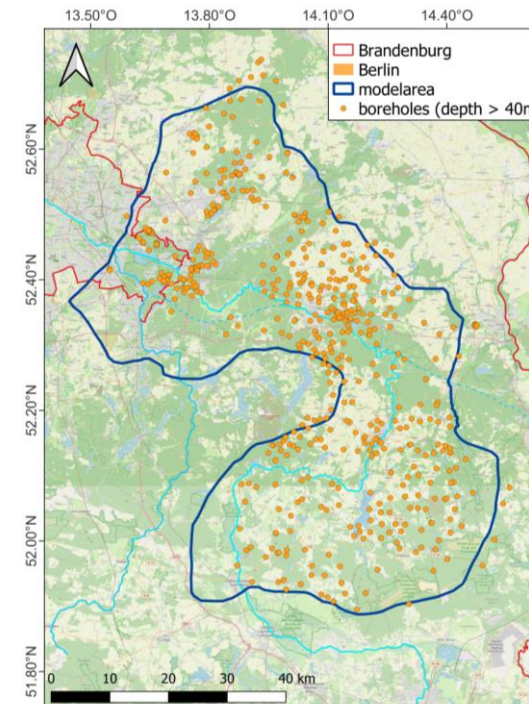 13.50°E
13.80°E
14.10°E
14.40°E
Brandenburg
Berlin
modelarea
boreholes (depth > 40m
52.60°N
52.40°N
52.20°N
52.00°N
51.80°N
0 10 20 30 40 km